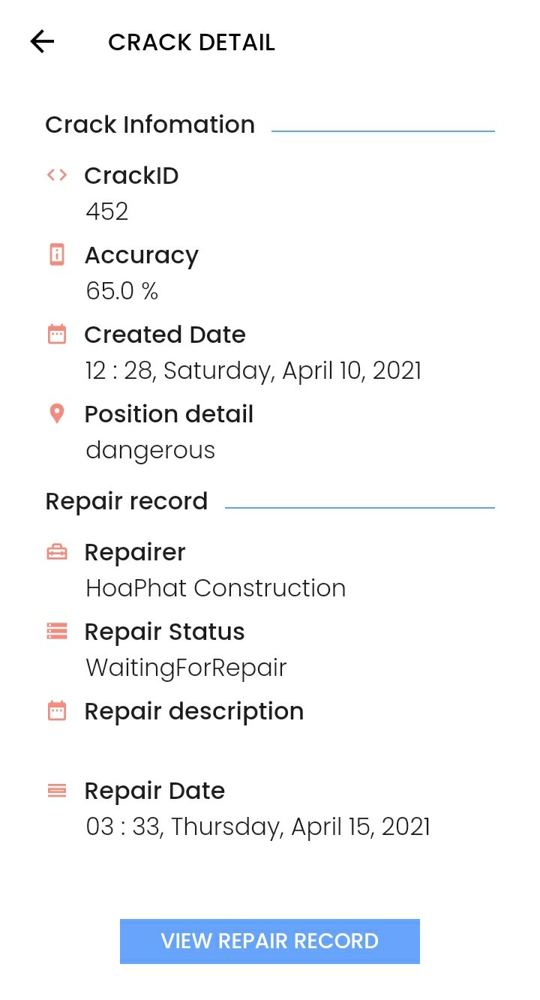 CRACK DETAIL
Crack Infomation
CrackID
452
Accuracy
65.0 %
Created Date
12 : 28, Saturday, April 10, 2021
Position detail
dangerous
Repair record
Repairer
HoaPhat Construction
Repair Status
WaitingForRepair
Repair description
Repair Date
03 : 33, Thursday, April 15, 2021
VIEW REPAIR RECORD